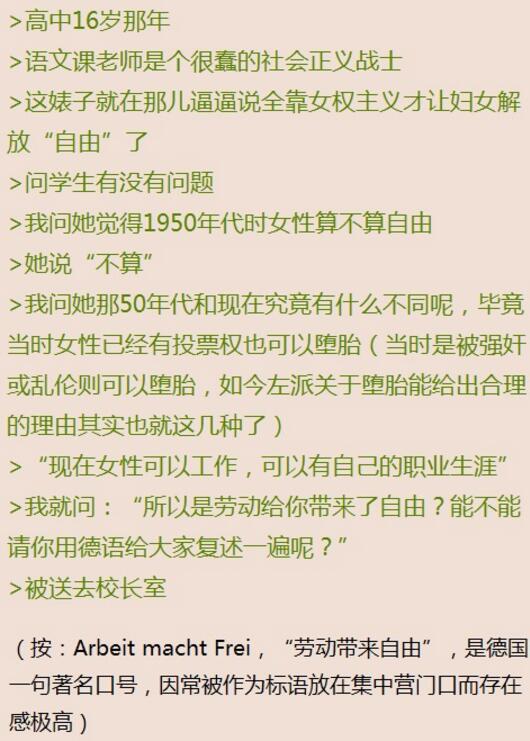 >高中16岁那年
>语文课老师是个很蠢的社会正义战士
>这婊子就在那儿逼逼说全靠女权主义才让妇女解
放“自由”了
>问学生有没有问题
>我问她觉得1950年代时女性算不算自由
>她说“不算”
>我问她那50年代和现在究竟有什么不同呢，毕竟
当时女性已经有投票权也可以堕胎（当时是被强奸
或乱伦则可以堕胎，如今左派关于堕胎能给出合理
的理由其实也就这几种了）
>“现在女性可以工作，可以有自己的职业生涯”
>我就问：“所以是劳动给你带来了自由？能不能
请你用德语给大家复述一遍呢？”
>被送去校长室
（按：Arbeit macht Frei，“劳动带来自由”，是德国
一句著名口号，因常被作为标语放在集中营门口而存在
感极高）